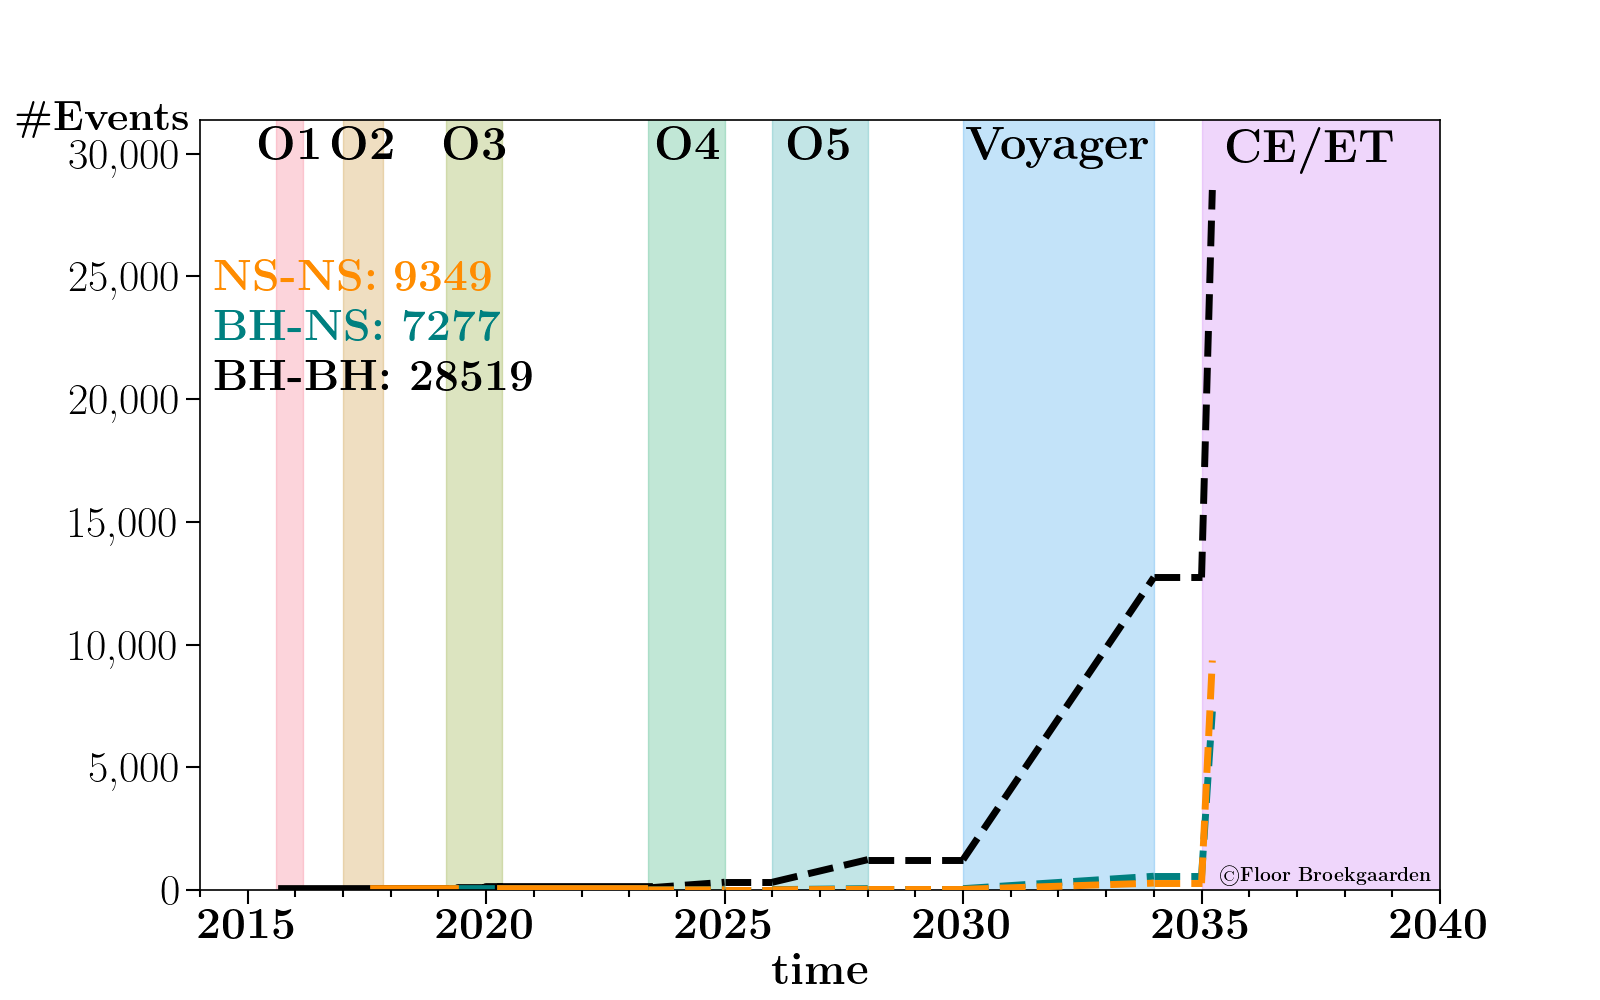 #Events
O1 O2 O3 O4 O5 Voyager CE/ET
30,000
25,000
20,000
15,000
10,000
5,000
0
NS-NS: 9349
BH-NS: 7277
BH-BH: 28519
©Floor Broekgaarden
2015 2020 2025 2030 2035 2040
time